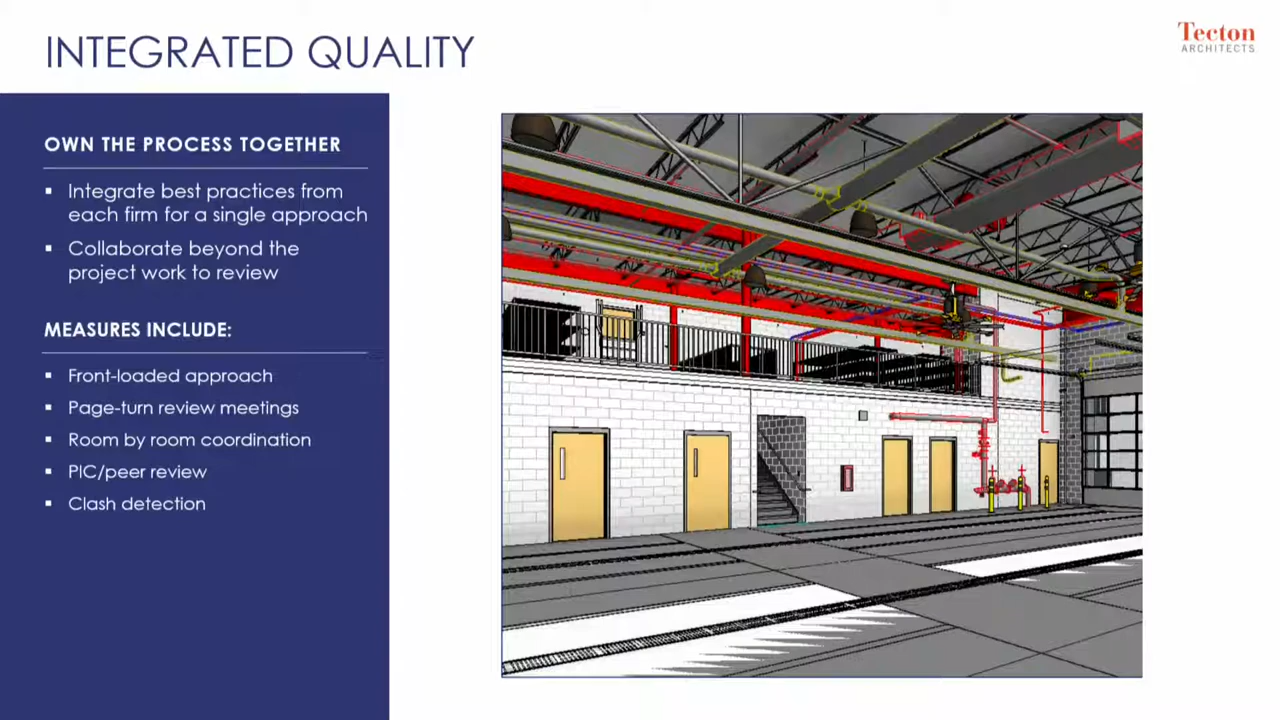 INTEGRATED QUALITY
Tecton
ARCHITECTS
OWN THE PROCESS TOGETHER
▪ Integrate best practices from
each firm for a single approach
▪ Collaborate beyond the
project work to review
MEASURES INCLUDE:
▪ Front-loaded approach
▪ Page-turn review meetings
▪ Room by room coordination
▪ PIC/peer review
▪ Clash detection